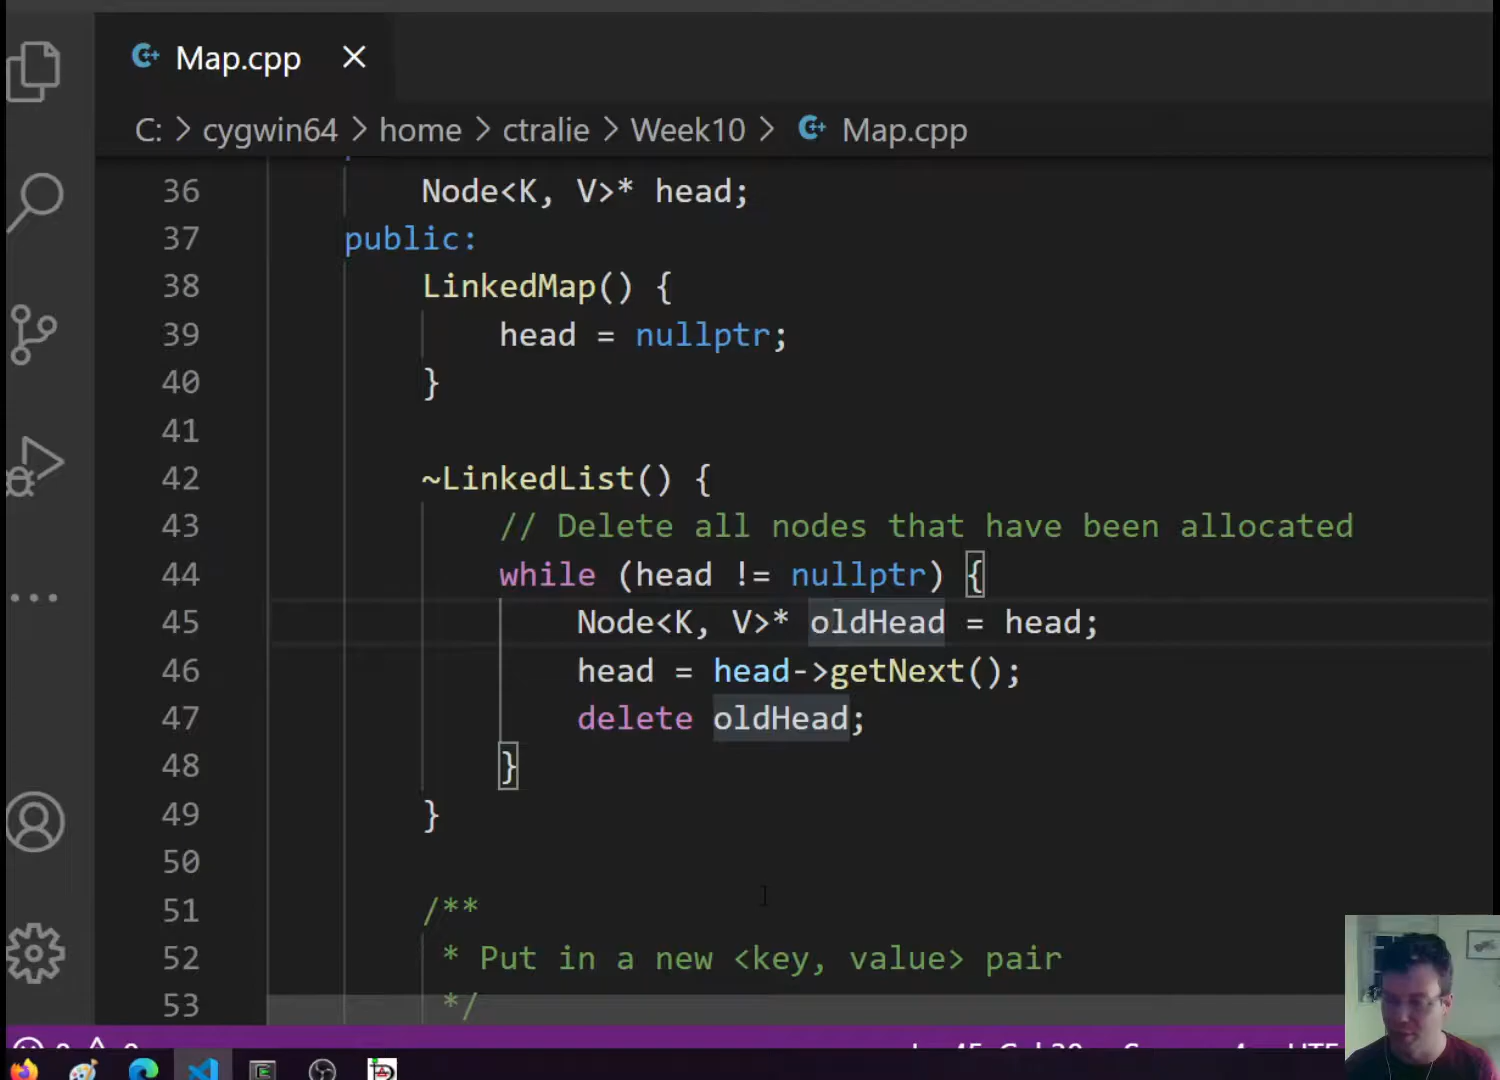 Map.cpp
C: > cygwin64 > home > ctralie > Week10 > Map.cpp
36 Node<K, V>* head;
37 public:
38 LinkedMap() {
39 head = nullptr;
40 }
41
42 ~LinkedList() {
43 // Delete all nodes that have been allocated
44 while (head != nullptr) {
45 Node<K, V>* oldHead = head;
46 head = head->getNext();
47 delete oldHead;
48 }
49 }
50
51 /**
52 * Put in a new <key, value> pair
53 */